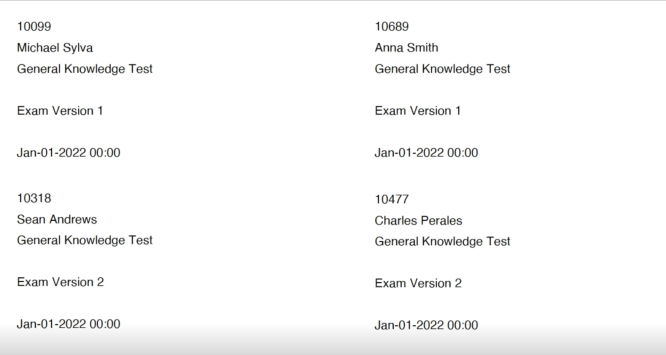 10099
Michael Sylva
General Knowledge Test
Exam Version 1
Jan-01-2022 00:00
10689
Anna Smith
General Knowledge Test
Exam Version 1
Jan-01-2022 00:00
10318
Sean Andrews
General Knowledge Test
Exam Version 2
Jan-01-2022 00:00
10477
Charles Perales
General Knowledge Test
Exam Version 2
Jan-01-2022 00:00